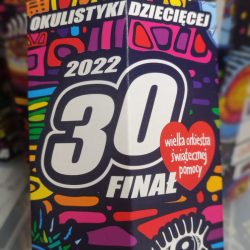 OKULISTYKI DZIECIĘCEJ
2022
30
FINAŁ
wielka orkiestra
świątecznej
pomocy